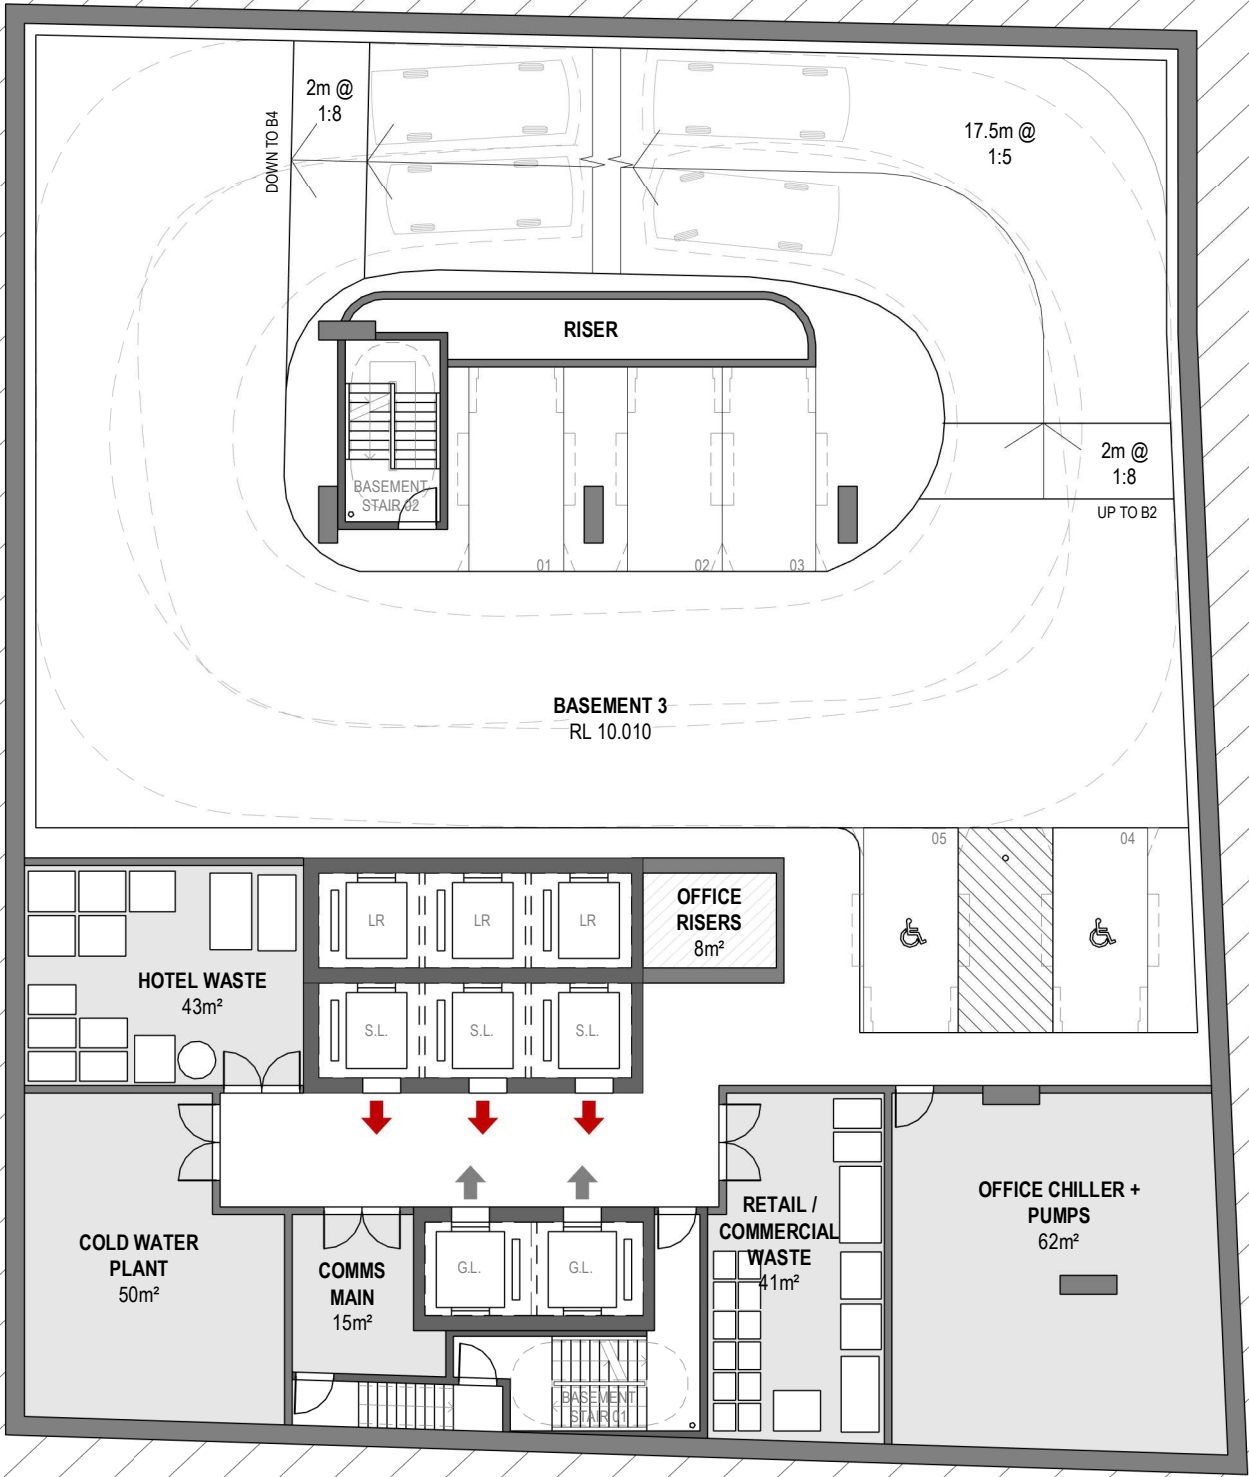 2m @
1:8
DOWN TO B4
17.5m @
1:5
RISER
2m @
1:8
UP TO B2
BASEMENT
STAIR 02
01
02
03
BASEMENT 3
RL 10.010
05
04
LR
LR
LR
OFFICE
RISERS
8m²
HOTEL WASTE
43m²
S.L.
S.L.
S.L.
COLD WATER
PLANT
50m²
COMMS
MAIN
15m²
G.L.
G.L.
RETAIL /
COMMERCIAL
WASTE
41m²
OFFICE CHILLER +
PUMPS
62m²
BASEMENT
STAIR 01